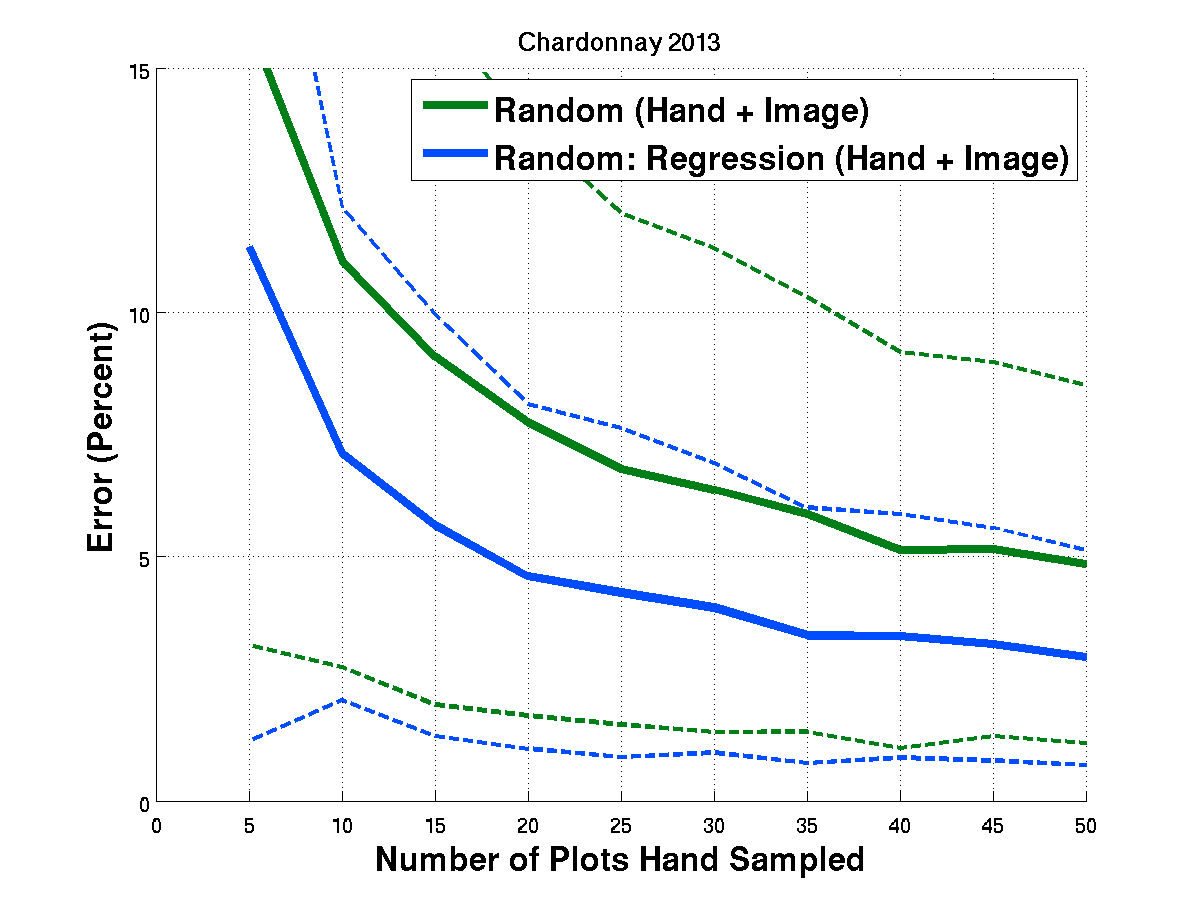 Chardonnay 2013
Random (Hand + Image)
Random: Regression (Hand + Image)
Error (Percent)
15
10
5
0
0 5 10 15 20 25 30 35 40 45 50
Number of Plots Hand Sampled